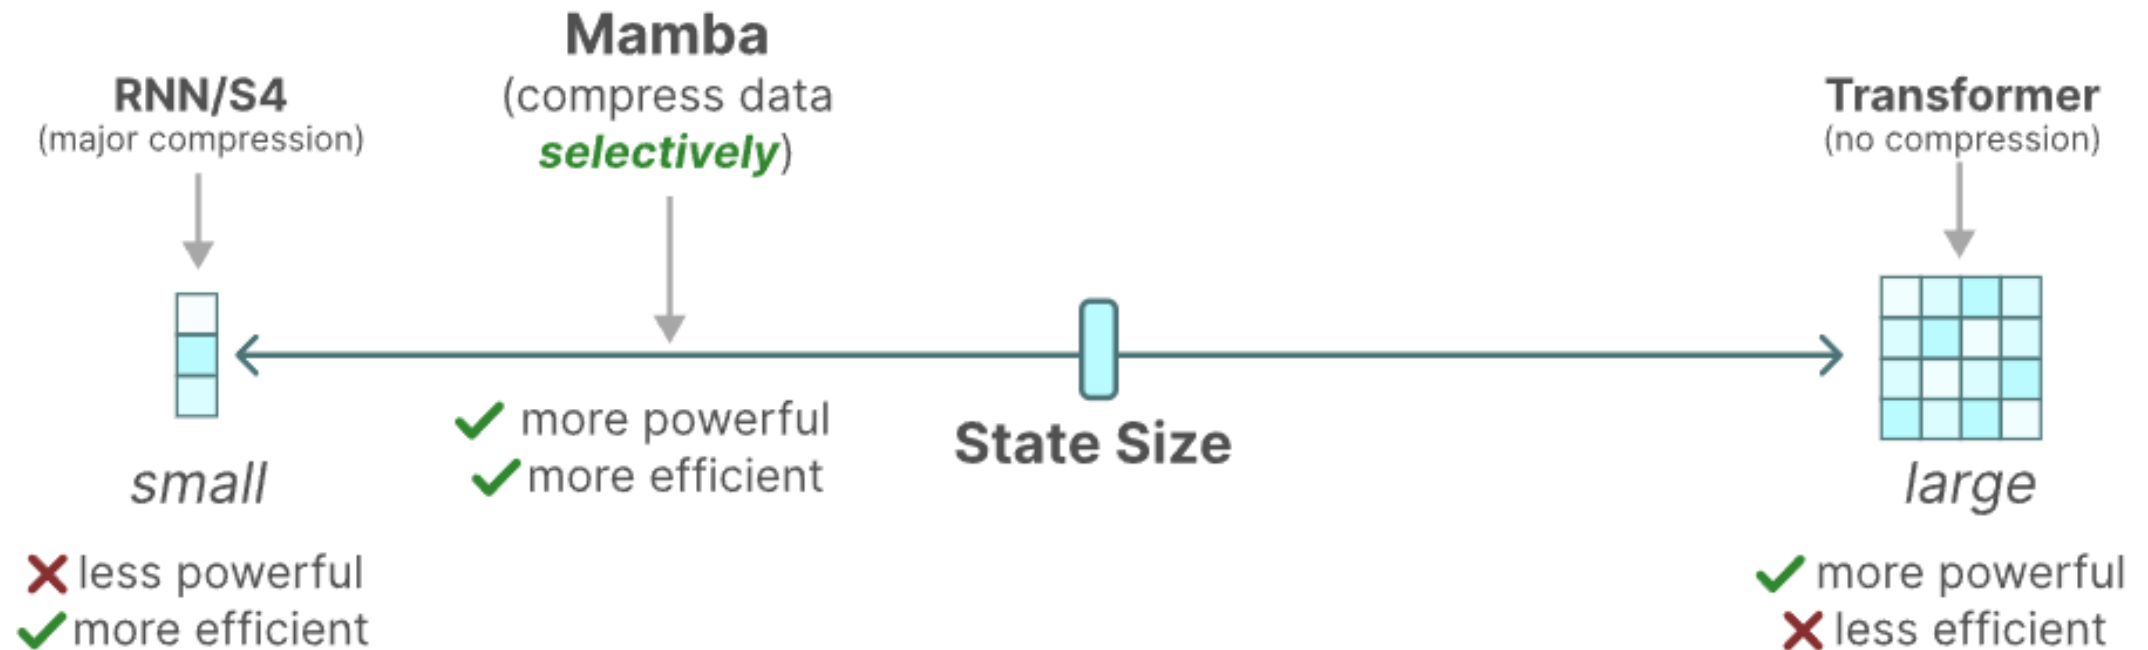 RNN/S4
(major compression)
Mamba
(compress data
selectively)
Transformer
(no compression)
small
less powerful
more efficient
more powerful
more efficient
State Size
large
more powerful
less efficient